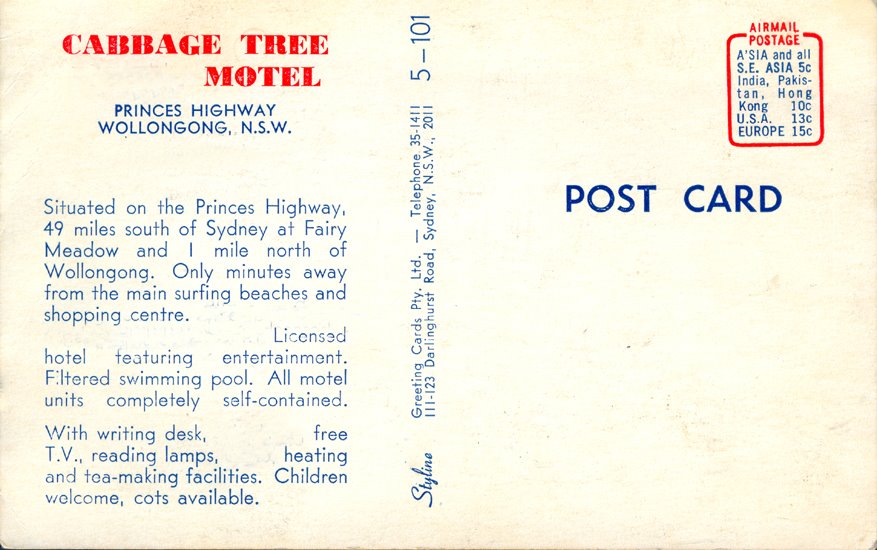 CABBAGE TREE
MOTEL
PRINCES HIGHWAY
WOLLONGONG, N.S.W.
Situated on the Princes Highway,
49 miles south of Sydney at Fairy
Meadow and 1 mile north of
Wollongong. Only minutes away
from the main surfing beaches and
shopping centre.
Licensed
hotel featuring entertainment.
Filtered swimming pool. All motel
units completely self-contained.
With writing desk, free
T.V., reading lamps, heating
and tea-making facilities. Children
welcome, cots available.
Styline
Greeting Cards Pty. Ltd. — Telephone 35-1411
111-123 Darlinghurst Road, Sydney, N.S.W., 2011
5-101
AIRMAIL
POSTAGE
A'SIA and all
S.E. ASIA 5c
India, Pakis-
tan, Hong
Kong 10c
U.S.A. 13c
EUROPE 15c
POST CARD